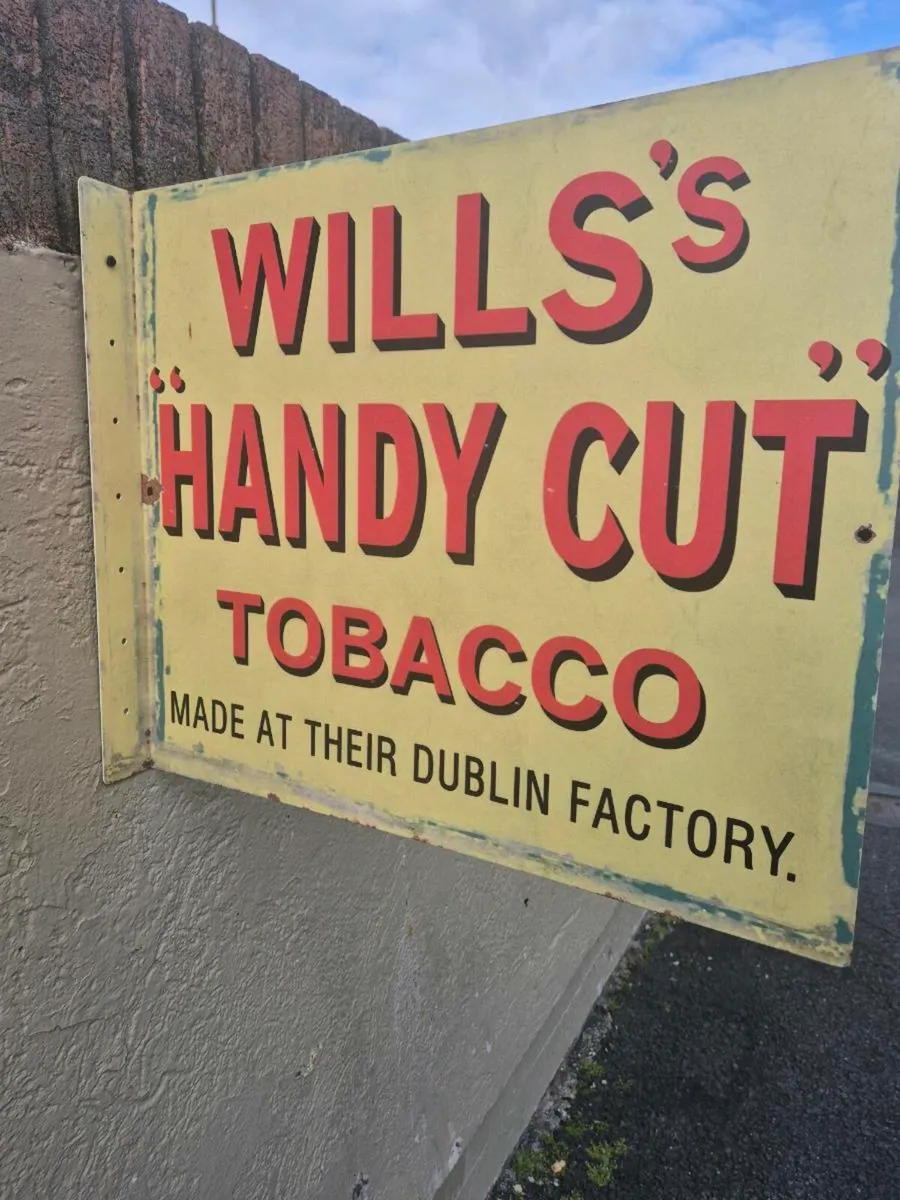 WILLS's
“HANDY CUT”
TOBACCO
MADE AT THEIR DUBLIN FACTORY.